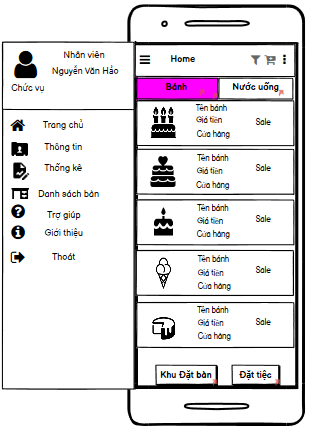 Nhân viên
Nguyễn Văn Hảo
Chức vụ
Trang chủ
Thông tin
Thống kê
Danh sách bán
Trợ giúp
Giới thiệu
Thoát
Home
Bánh
Nước uống
Tên bánh
Giá tiền
Cửa hàng
Sale
Tên bánh
Giá tiền
Cửa hàng
Sale
Tên bánh
Giá tiền
Cửa hàng
Sale
Tên bánh
Giá tiền
Cửa hàng
Sale
Tên bánh
Giá tiền
Cửa hàng
Sale
Khu Đặt bàn
Đặt tiệc